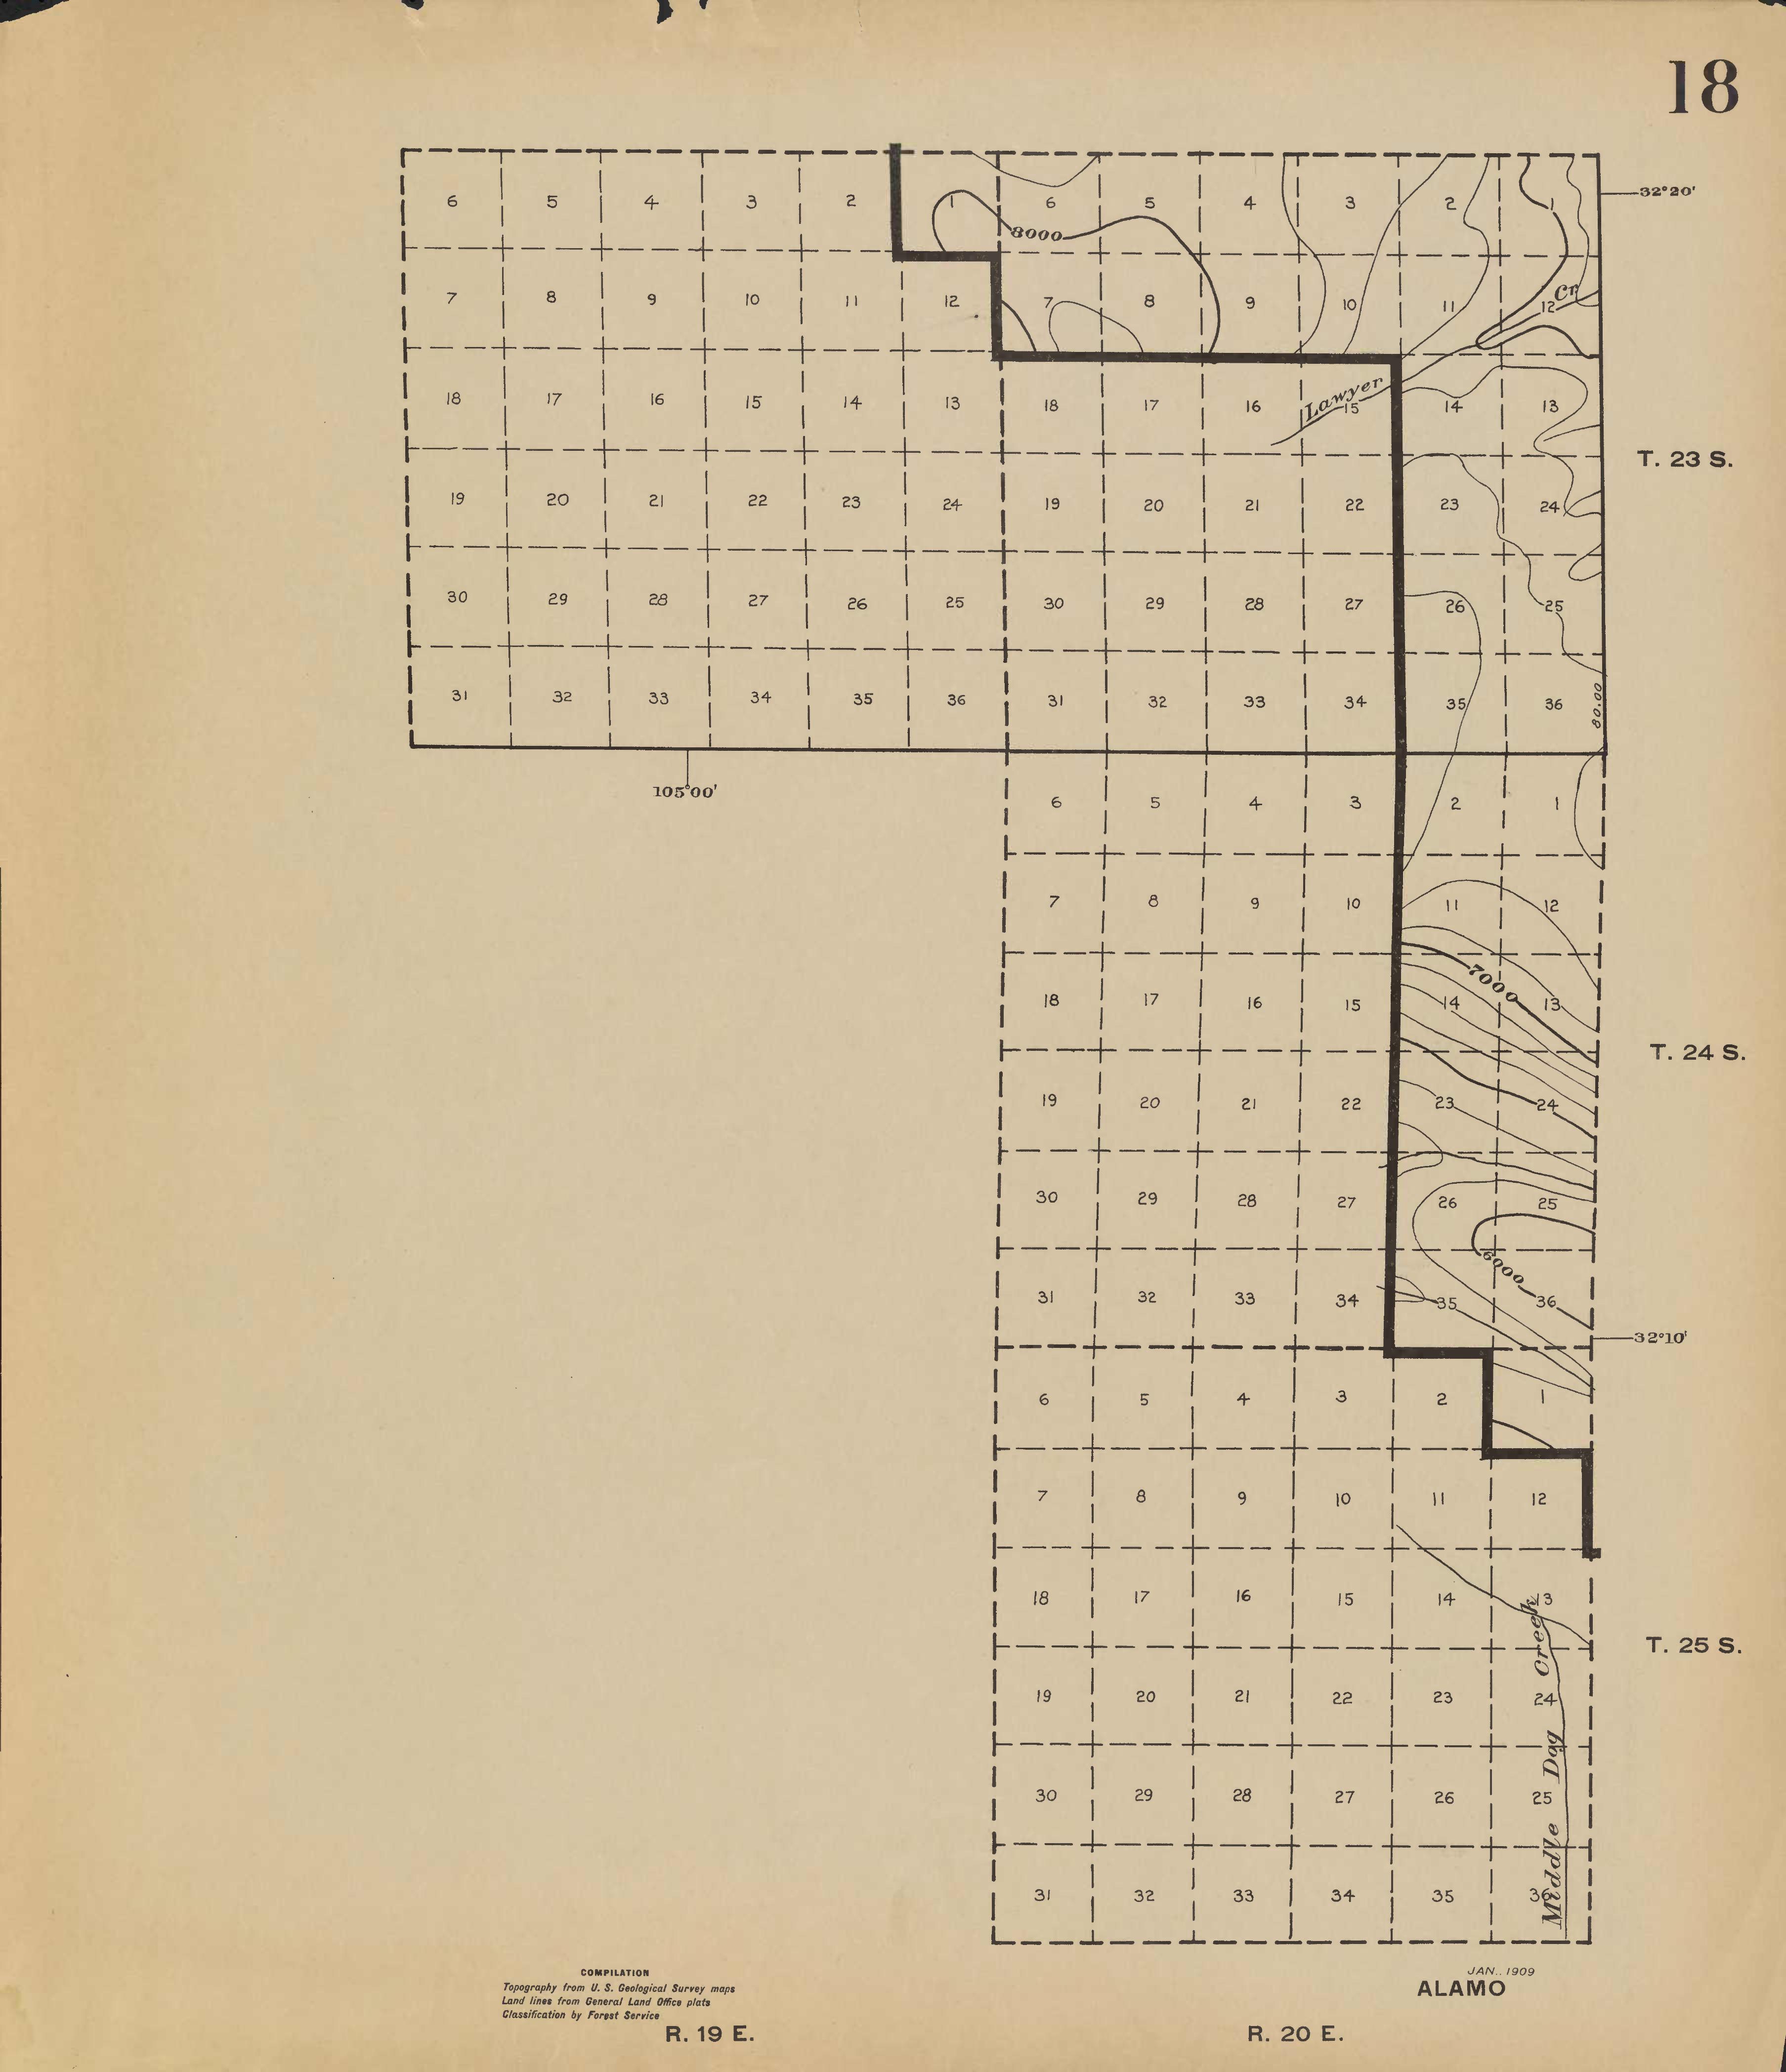 18
32°20'
6 5 4 3 2 1 6 5 4 3 2 1
8000
7 8 9 10 11 12 7 8 9 10 11 12
Cr
Lawyer
18 17 16 15 14 13 18 17 16 15 14 13
T. 23 S.
19 20 21 22 23 24 19 20 21 22 23 24
30 29 28 27 26 25 30 29 28 27 26 25
31 32 33 34 35 36 31 32 33 34 35 36
80.00
105°00'
6 5 4 3 2 1
7 8 9 10 11 12
7000
18 17 16 15 14 13
T. 24 S.
19 20 21 22 23 24
30 29 28 27 26 25
6000
31 32 33 34 35 36
32°10'
6 5 4 3 2 1
7 8 9 10 11 12
18 17 16 15 14 13
T. 25 S.
19 20 21 22 23 24
30 29 28 27 26 25
31 32 33 34 35 36
Middle Dog Creek
COMPILATION
Topography from U. S. Geological Survey maps
Land lines from General Land Office plats
Classification by Forest Service
JAN.. 1909
ALAMO
R. 19 E.
R. 20 E.